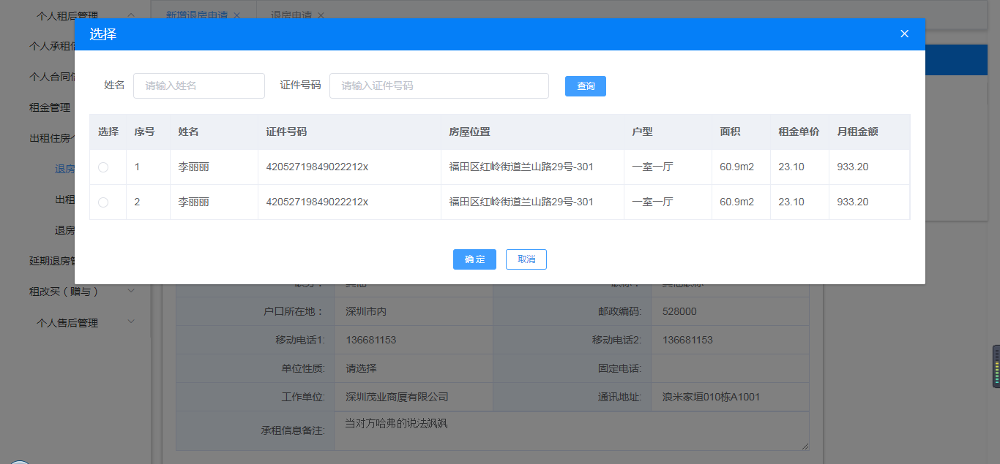 个人租后管理
新增退房申请
退房申请
选择
个人承租信
个人合同信
租金管理
出租住房个
退房
出租
退房
延期退房管
租改买（赠与）
个人售后管理
姓名 请输入姓名 证件号码 请输入证件号码 查询
选择 序号 姓名 证件号码 房屋位置 户型 面积 租金单价 月租金额
1 李丽丽 42052719849022212x 福田区红岭街道兰山路29号-301 一室一厅 60.9m2 23.10 933.20
2 李丽丽 42052719849022212x 福田区红岭街道兰山路29号-301 一室一厅 60.9m2 23.10 933.20
确定 取消
户口所在地： 深圳市内 邮政编码: 528000
移动电话1: 136681153 移动电话2: 136681153
单位性质: 请选择 固定电话:
工作单位: 深圳茂业商厦有限公司 通讯地址: 浪米家垣010栋A1001
承租信息备注: 当对方哈弗的说法飒飒